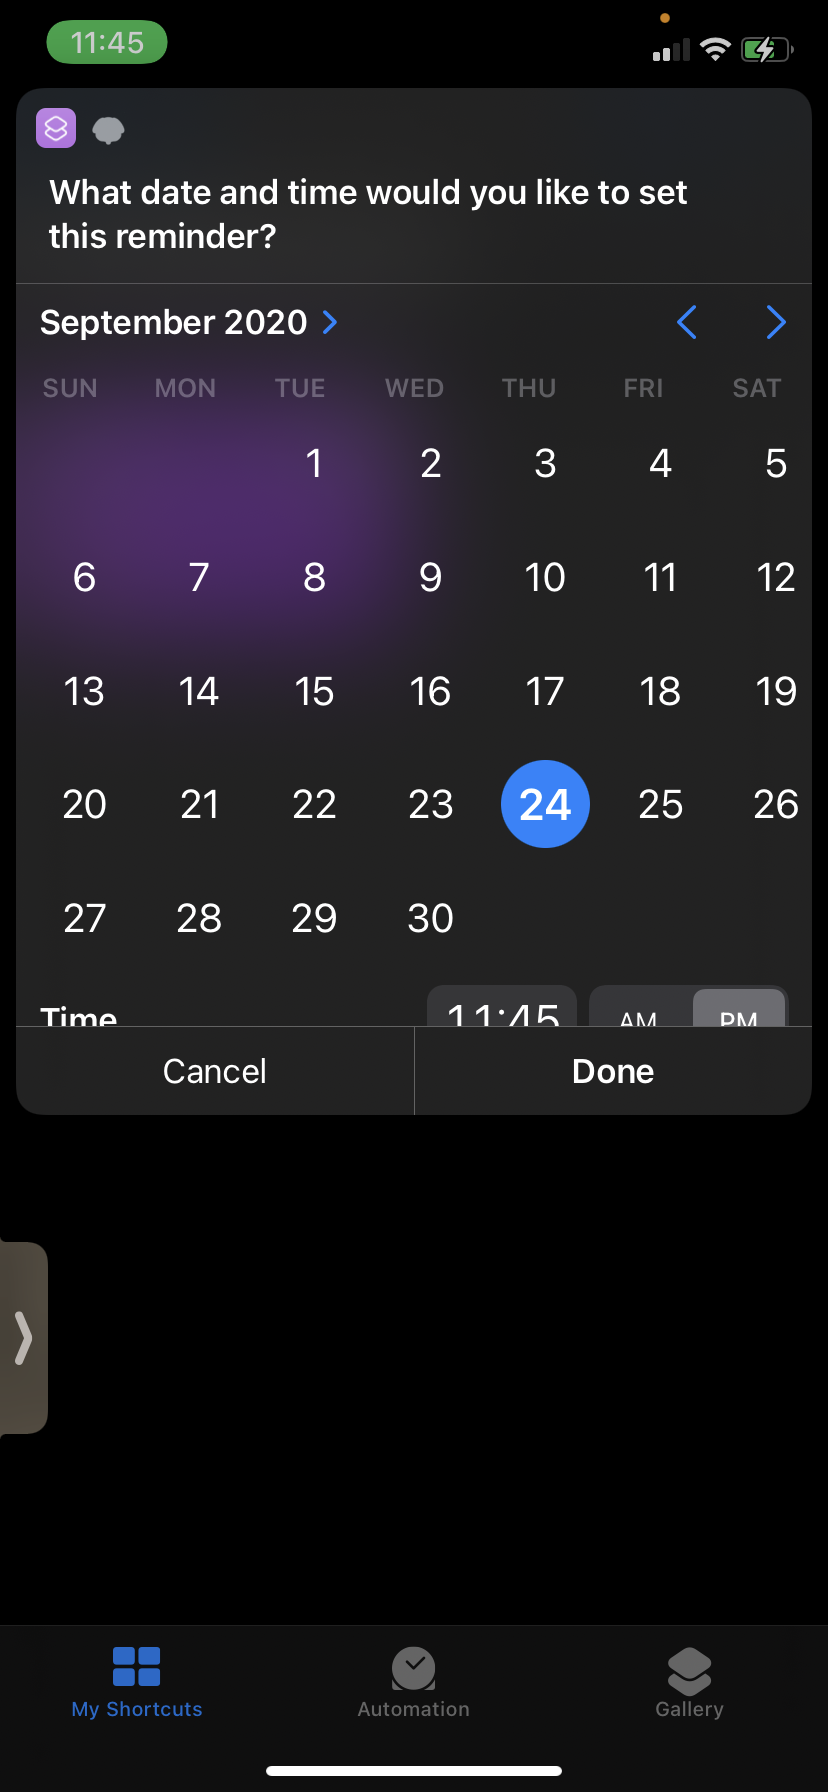 11:45
What date and time would you like to set
this reminder?
September 2020
SUN MON TUE WED THU FRI SAT
1 2 3 4 5
6 7 8 9 10 11 12
13 14 15 16 17 18 19
20 21 22 23 24 25 26
27 28 29 30
Time 11:45 AM PM
Cancel Done
My Shortcuts Automation Gallery